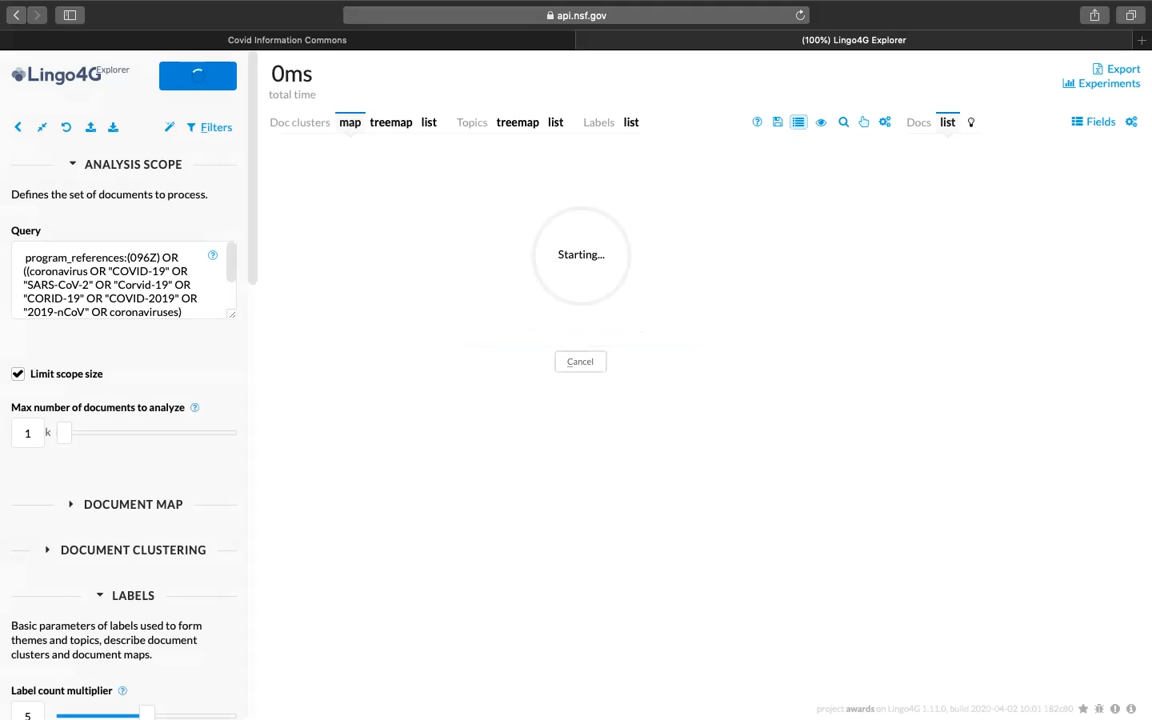 api.nsf.gov
Covid Information Commons
(100%) Lingo4G Explorer
Lingo4G Explorer
0ms
total time
Export
Experiments
Filters
Doc clusters map treemap list Topics treemap list Labels list
Docs list
Fields
ANALYSIS SCOPE
Defines the set of documents to process.
Query
program_references:(096Z) OR
((coronavirus OR "COVID-19" OR
"SARS-CoV-2" OR "Corvid-19" OR
"CORID-19" OR "COVID-2019" OR
"2019-nCoV" OR coronaviruses)
Starting...
Cancel
Limit scope size
Max number of documents to analyze ?
1 k
DOCUMENT MAP
DOCUMENT CLUSTERING
LABELS
Basic parameters of labels used to form
themes and topics, describe document
clusters and document maps.
Label count multiplier ?
5
project awards on Lingo4G 1.11.0, build 2020-04-02 10:01 182c80